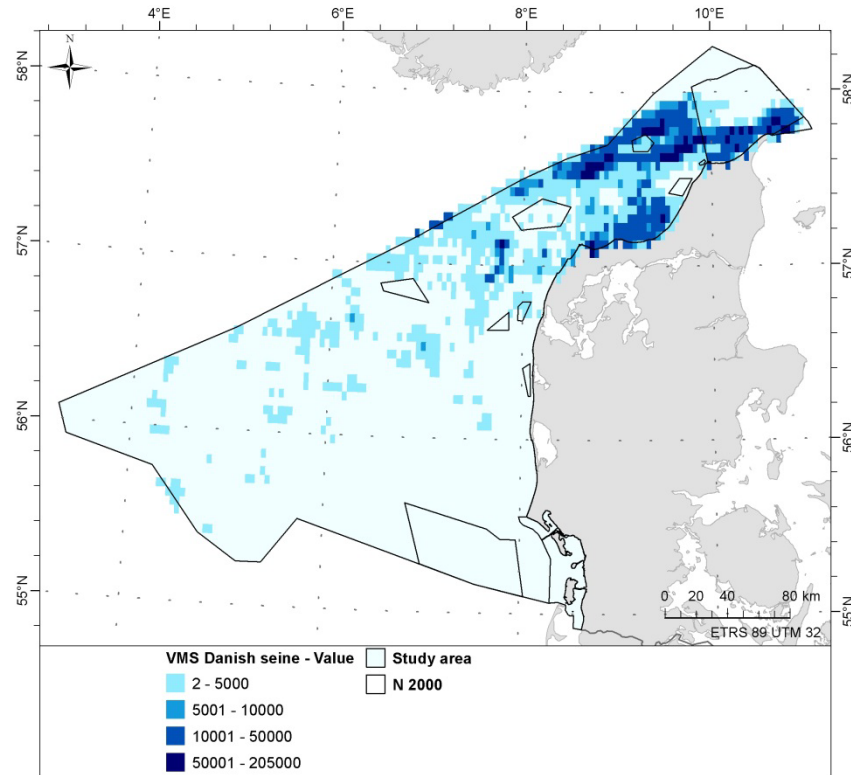 4°E 6°E 8°E 10°E
N
58°N 58°N
57°N 57°N
56°N 56°N
55°N 55°N
0 20 40 80 km
ETRS 89 UTM 32
VMS Danish seine - Value
2 - 5000
5001 - 10000
10001 - 50000
50001 - 205000
Study area
N 2000